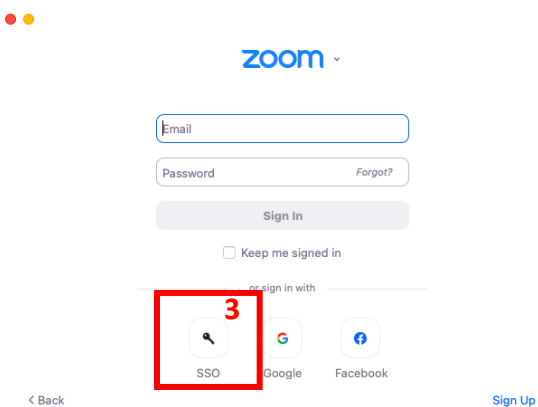 zoom
Email
Password Forgot?
Sign In
Keep me signed in
or sign in with
3
SSO Google Facebook
< Back Sign Up